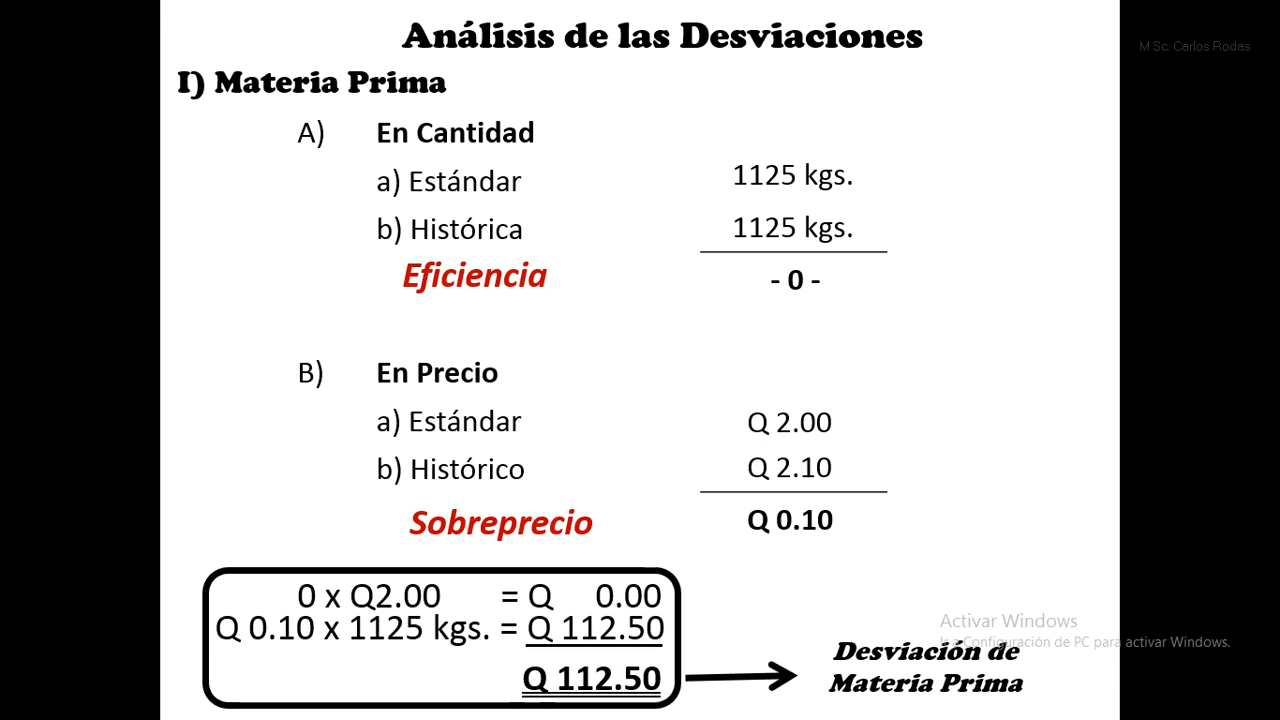 Análisis de las Desviaciones
M Sc. Carlos Rodas
I) Materia Prima
A) En Cantidad
a) Estándar 1125 kgs.
b) Histórica 1125 kgs.
Eficiencia - 0 -
B) En Precio
a) Estándar Q 2.00
b) Histórico Q 2.10
Sobreprecio Q 0.10
0 x Q2.00 = Q 0.00
Q 0.10 x 1125 kgs. = Q 112.50
Q 112.50
Activar Windows
Ir a Configuración de PC para activar Windows.
Desviación de
Materia Prima